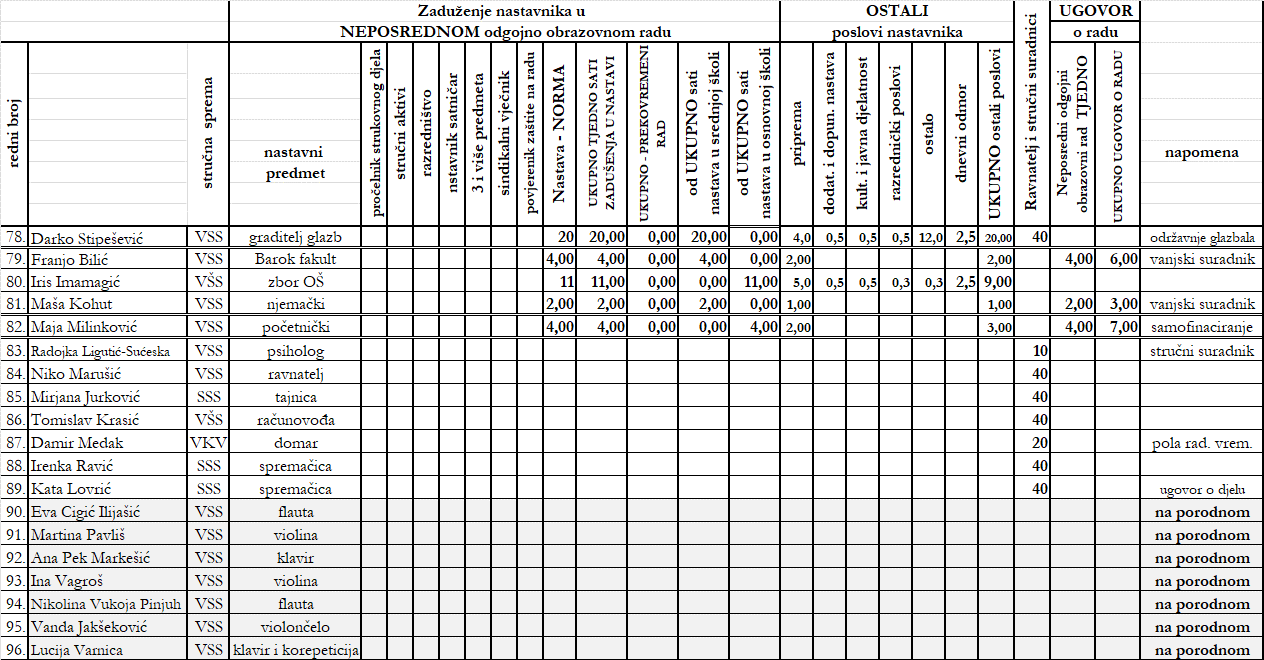 Zaduženje nastavnika u OSTALI UGOVOR
NEPOSREDNOM odgojno obrazovnom radu poslovi nastavnika o radu
redni broj
stručna sprema
nastavni
predmet
pročelnik strukovnog djela
stručni aktivi
razredništvo
nstavnik satničar
3 i više predmeta
sindikalni vječnik
povjerenik zaštite na radu
Nastava - NORMA
UKUPNO TJEDNO SATI
ZADUŠENJA U NASTAVI
UKUPNO - PREKOVREMENI
RAD
od UKUPNO sati
nastava u srednjoj školi
od UKUPNO sati
nastava u osnovnoj školi
priprema
dodat. i dopun. nastava
kult. i javna djelatnost
razrednički poslovi
ostalo
dnevni odmor
UKUPNO ostali poslovi
Ravnatelj i stručni suradnici
Neposredni odgojni
obrazovni rad TJEDNO
UKUPNO UGOVOR O RADU
napomena
78. Darko Stipešević VSS graditelj glazb 20 20,00 0,00 20,00 0,00 4,0 0,5 0,5 0,5 12,0 2,5 20,00 40 održavnje glazbala
79. Franjo Bilić VŠS Barok fakult 4,00 4,00 0,00 4,00 0,00 2,00 2,00 4,00 6,00 vanjski suradnik
80. Iris Imamagić VŠS zbor OŠ 11 11,00 0,00 0,00 11,00 5,0 0,5 0,5 0,3 0,3 2,5 9,00
81. Maša Kohut VŠS njemački 2,00 2,00 0,00 2,00 0,00 1,00 1,00 2,00 3,00 vanjski suradnik
82. Maja Milinković VSS početnički 4,00 4,00 0,00 0,00 4,00 2,00 3,00 4,00 7,00 samofinaciranje
83. Radojka Ligutić-Sućeska VSS psiholog 10 stručni suradnik
84. Niko Marušić VSS ravnatelj 40
85. Mirjana Jurković SSS tajnica 40
86. Tomislav Krasić VŠS računovođa 40
87. Damir Medak VKV domar 20 pola rad. vrem.
88. Irenka Ravić SSS spremačica 40
89. Kata Lovrić SSS spremačica 40 ugovor o djelu
90. Eva Cigić Ilijašić VSS flauta na porodnom
91. Martina Pavliš VSS violina na porodnom
92. Ana Pek Markešić VSS klavir na porodnom
93. Ina Vagroš VSS violina na porodnom
94. Nikolina Vukoja Pinjuh VSS flauta na porodnom
95. Vanda Jakšeković VSS violončelo na porodnom
96. Lucija Varnica VSS klavir i korepeticija na porodnom